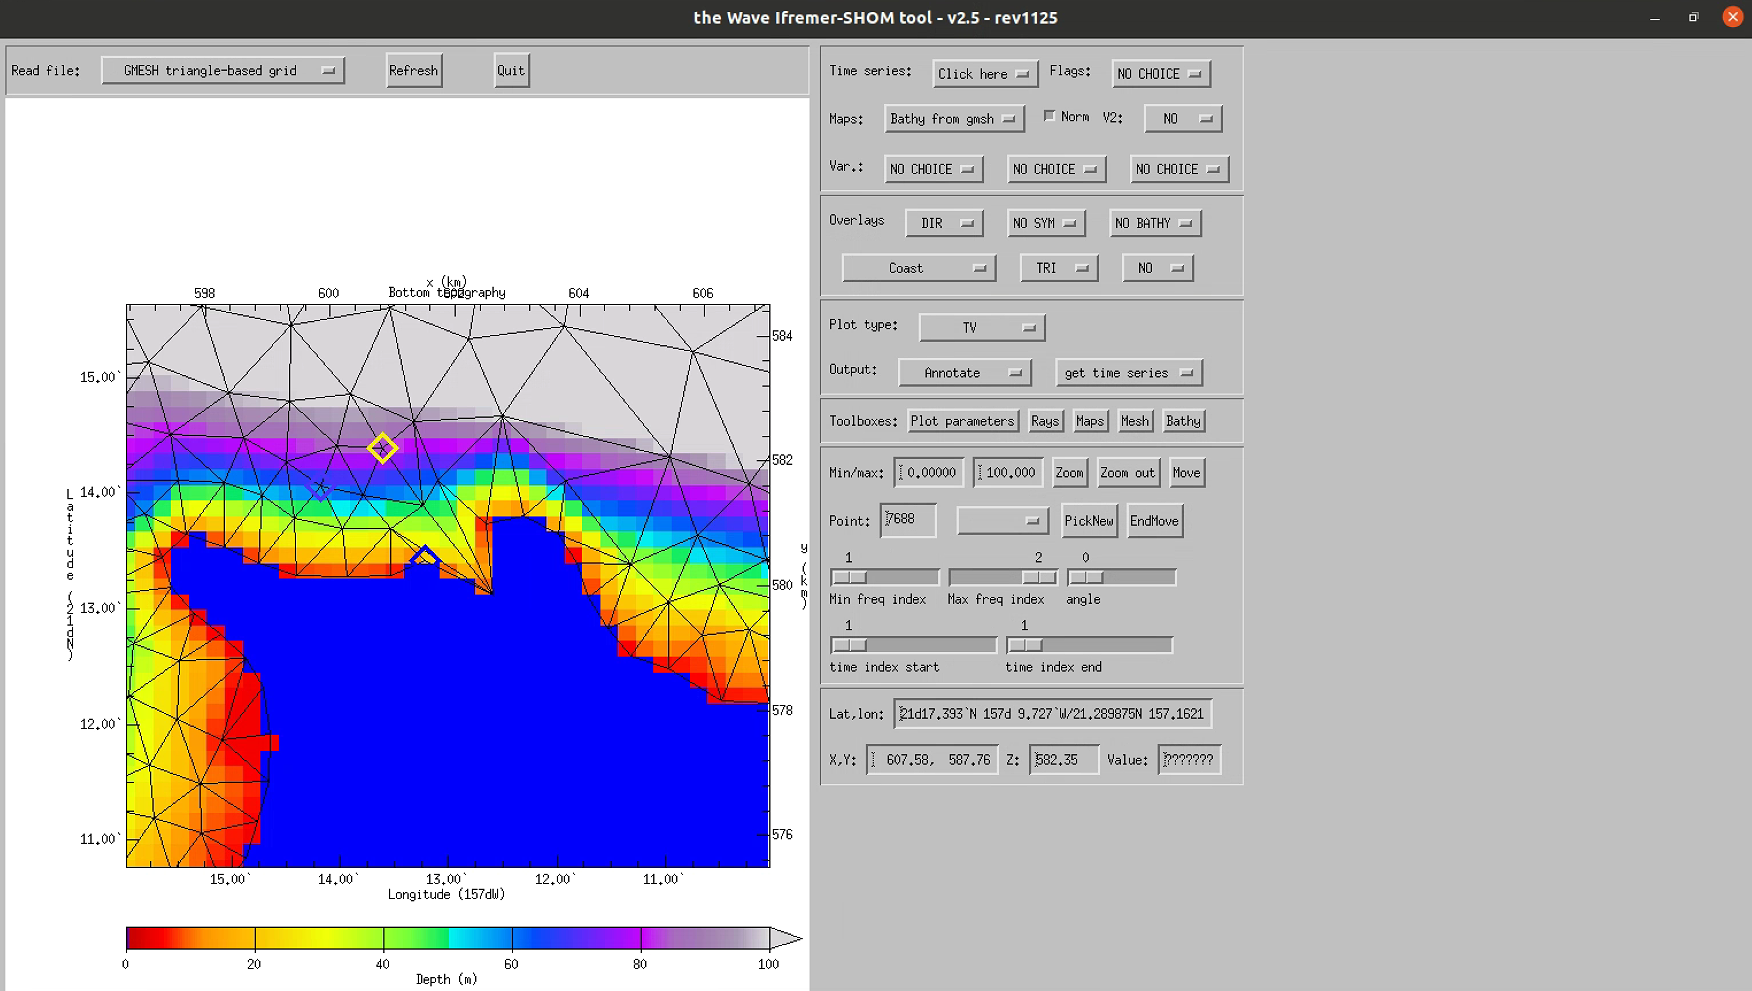 the Wave Ifremer-SHOM tool - v2.5 - rev1125
Read file: GMESH triangle-based grid Refresh Quit
x (km)
Bottom topography
598 600 602 604 606
584
582
580
578
576
y (km)
15.00`
14.00`
13.00`
12.00`
11.00`
Latitude (21dN)
15.00` 14.00` 13.00` 12.00` 11.00`
Longitude (157dW)
0 20 40 60 80 100
Depth (m)
Time series: Click here Flags: NO CHOICE
Maps: Bathy from gmsh Norm V2: NO
Var.: NO CHOICE NO CHOICE NO CHOICE
Overlays DIR NO SYM NO BATHY
Coast TRI NO
Plot type: TV
Output: Annotate get time series
Toolboxes: Plot parameters Rays Maps Mesh Bathy
Min/max: 0.00000 100.000 Zoom Zoom out Move
Point: 7688 PickNew EndMove
1 2 0
Min freq index Max freq index angle
1 1
time index start time index end
Lat,lon: 21d17.393`N 157d 9.727`W/21.289875N 157.1621
X,Y: 607.58, 587.76 Z: 582.35 Value: ???????